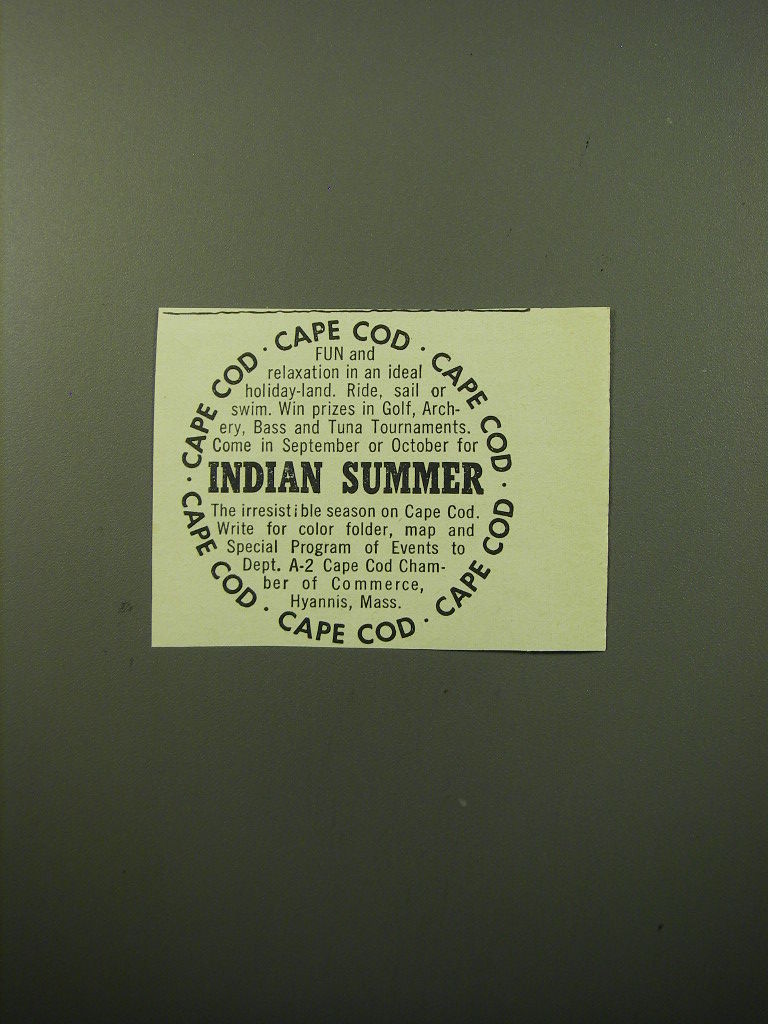 CAPE COD · CAPE COD · CAPE COD · CAPE COD · CAPE COD · CAPE COD ·
FUN and
relaxation in an ideal
holiday-land. Ride, sail or
swim. Win prizes in Golf, Arch-
ery, Bass and Tuna Tournaments.
Come in September or October for
INDIAN SUMMER
The irresistible season on Cape Cod.
Write for color folder, map and
Special Program of Events to
Dept. A-2 Cape Cod Cham-
ber of Commerce,
Hyannis, Mass.